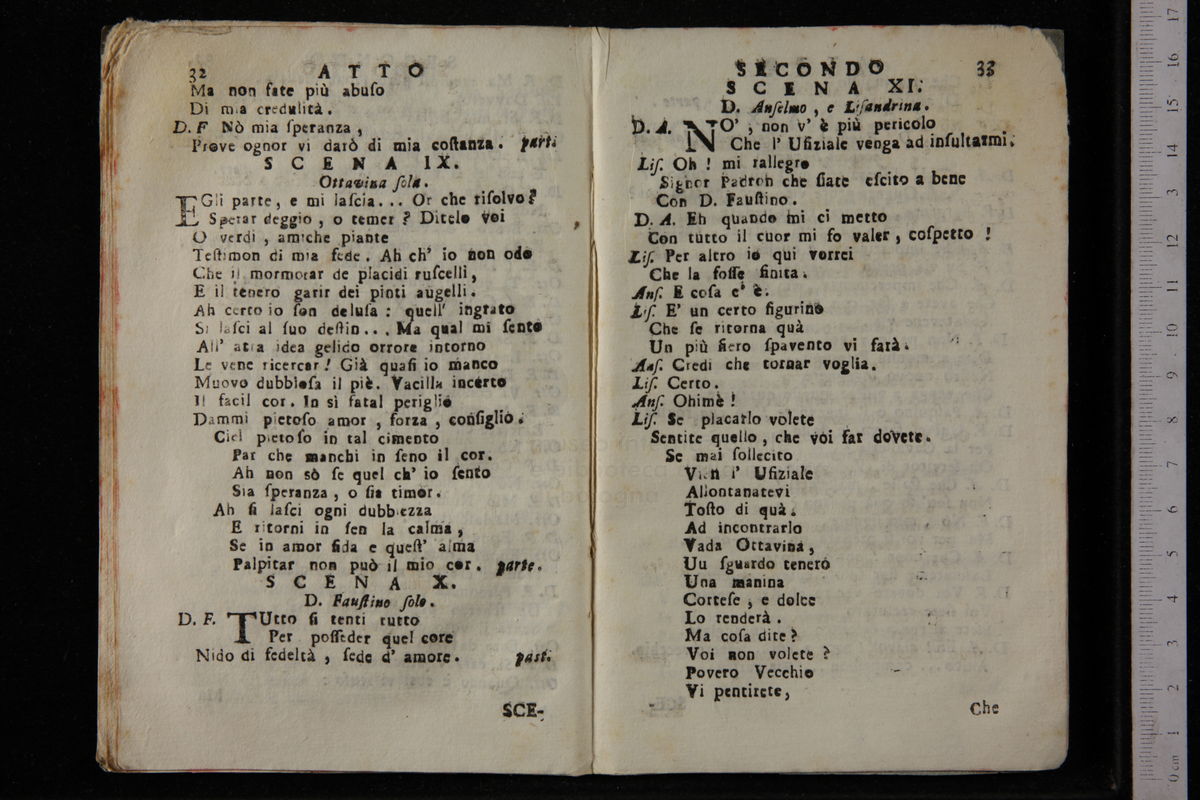 32 ATTO
Ma non fate più abuſo
Di mia credulità.
D. F Nò mia ſperanza,
Prove ognor vi darò di mia coſtanza. parti
SCENA IX.
Ottavina ſola.
EGli parte, e mi laſcia... Or che riſolvo?
Sperar deggio, o temer? Ditelo voi
O verdi, amiche piante
Teſtimon di mia fede. Ah ch' io non odo
Che il mormorar de placidi ruſcelli,
E il tenero garir dei pinti augelli.
Ah certo io ſon deluſa: quell' ingrato
Si laſci al ſuo deſtin... Ma qual mi ſento
All' atra idea gelido orrore intorno
Le vene ricercar! Già quaſi io manco
Muovo dubbioſa il piè. Vacilla incerto
Il facil cor. In sì fatal periglio
Dammi pietoſo amor, forza, conſiglio.
Ciel pietoſo in tal cimento
Par che manchi in ſeno il cor.
Ah non sò ſe quel ch' io ſento
Sia ſperanza, o ſia timor.
Ah ſi laſci ogni dubbiezza
E ritorni in ſen la calma,
Se in amor fida e queſt' alma
Palpitar non può il mio cor. parte.
SCENA X.
D. Fauſtino ſolo.
D. F. TUtto ſi tenti tutto
Per poſſeder quel core
Nido di fedeltà, ſede d' amore. part.
SCE-
SECONDO 33
SCENA XI.
D. Anſelmo, e Liſandrina.
D. A. NO', non v' è più pericolo
Che l' Ufiziale venga ad inſultarmi.
Liſ. Oh! mi rallegro
Signor Padron che ſiate eſcito a bene
Con D. Fauſtino.
D. A. Eh quando mi ci metto
Con tutto il cuor mi fo valer, coſpetto!
Liſ. Per altro io qui vorrei
Che la foſſe finita.
Anſ. E coſa c' è.
Liſ. E' un certo figurino
Che ſe ritorna quà
Un più fiero ſpavento vi farà.
Anſ. Credi che tornar voglia.
Liſ. Certo.
Anſ. Ohimè!
Liſ. Se placarlo volete
Sentite quello, che voi far dovete.
Se mai ſollecito
Vien l' Ufiziale
Allontanatevi
Toſto di quà.
Ad incontrarlo
Vada Ottavina,
Uu ſguardo tenero
Una manina
Corteſe, e dolce
Lo renderà.
Ma coſa dite?
Voi non volete?
Povero Vecchio
Vi pentirete,
Che